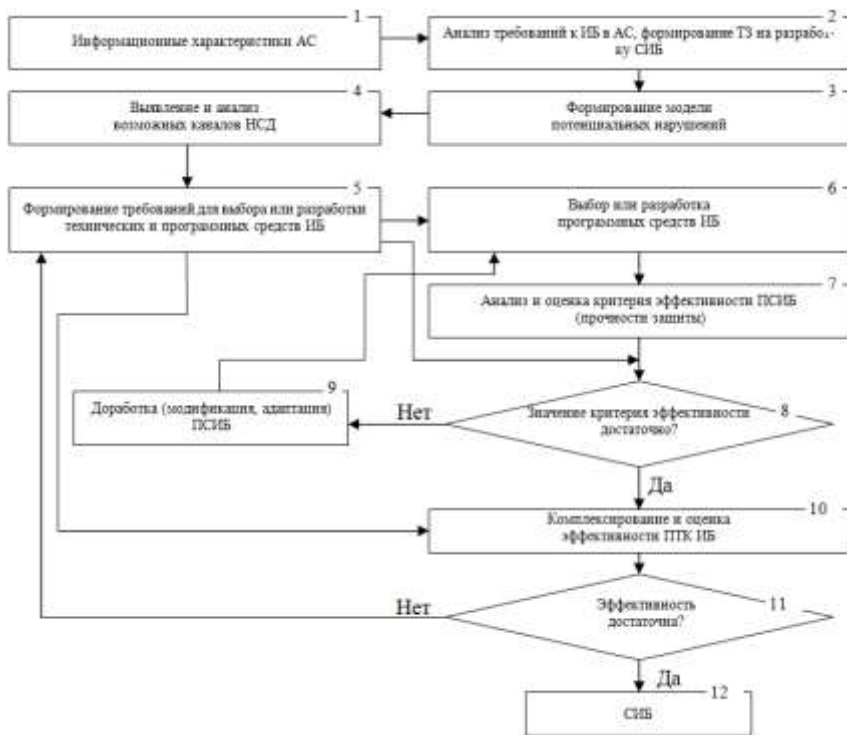 1
Информационные характеристики АС
2
Анализ требований к ИБ в АС, формирование ТЗ на разработ-
ку СИБ
4
Выявление и анализ
возможных каналов НСД
3
Формирование модели
потенциальных нарушений
5
Формирование требований для выбора или разработки
технических и программных средств ИБ
6
Выбор или разработка
программных средств ИБ
7
Анализ и оценка критерия эффективности ПСИБ
(прочности защиты)
9
Доработка (модификация, адаптация)
ПСИБ
Нет
8
Значение критерия эффективности
достаточно?
Да
10
Комплексирование и оценка
эффективности ПТК ИБ
Нет
11
Эффективность
достаточна?
Да
12
СИБ